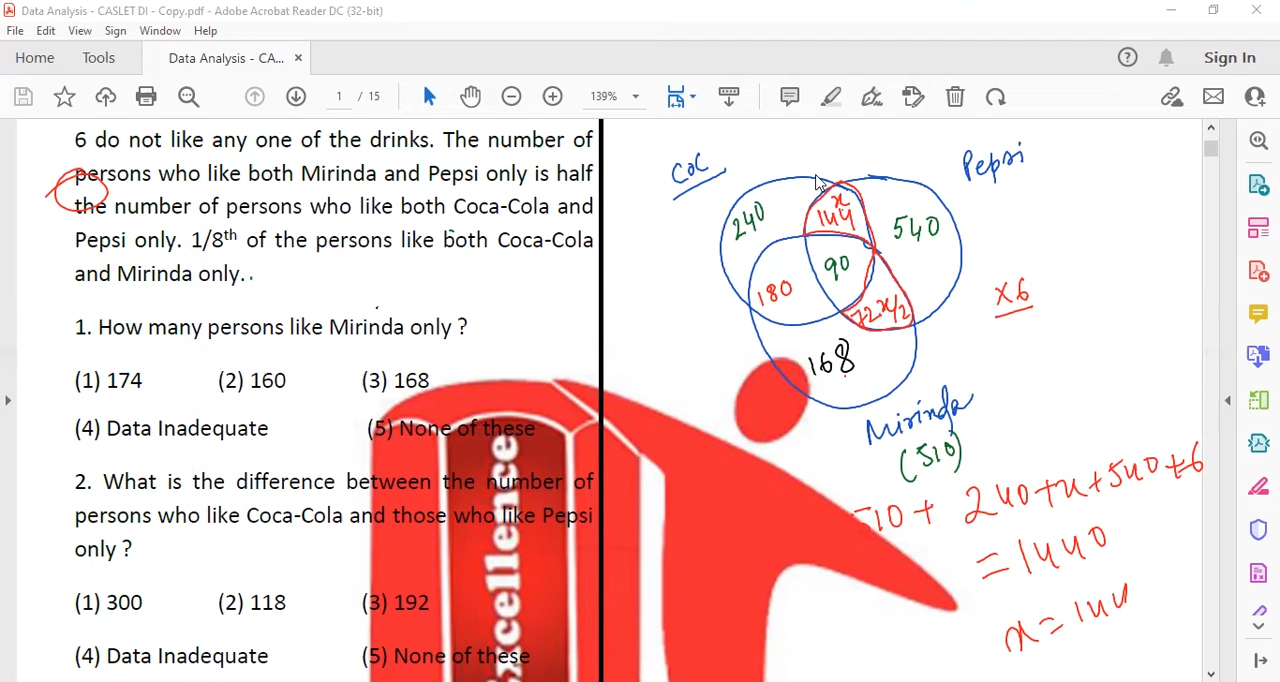 Data Analysis - CASLET DI - Copy.pdf - Adobe Acrobat Reader DC (32-bit)
File Edit View Sign Window Help
Home Tools Data Analysis - CA... × Sign In
1 / 15 139%
6 do not like any one of the drinks. The number of
persons who like both Mirinda and Pepsi only is half
the number of persons who like both Coca-Cola and
Pepsi only. 1/8th of the persons like both Coca-Cola
and Mirinda only.
1. How many persons like Mirinda only ?
(1) 174 (2) 160 (3) 168
(4) Data Inadequate (5) None of these
2. What is the difference between the number of
persons who like Coca-Cola and those who like Pepsi
only ?
(1) 300 (2) 118 (3) 192
(4) Data Inadequate (5) None of these
Excellence
Pepsi
240
x
144
540
90
180
72 x/2
x6
168
Mirinda
(510)
510 + 240+x+540+6
=1440
x=144